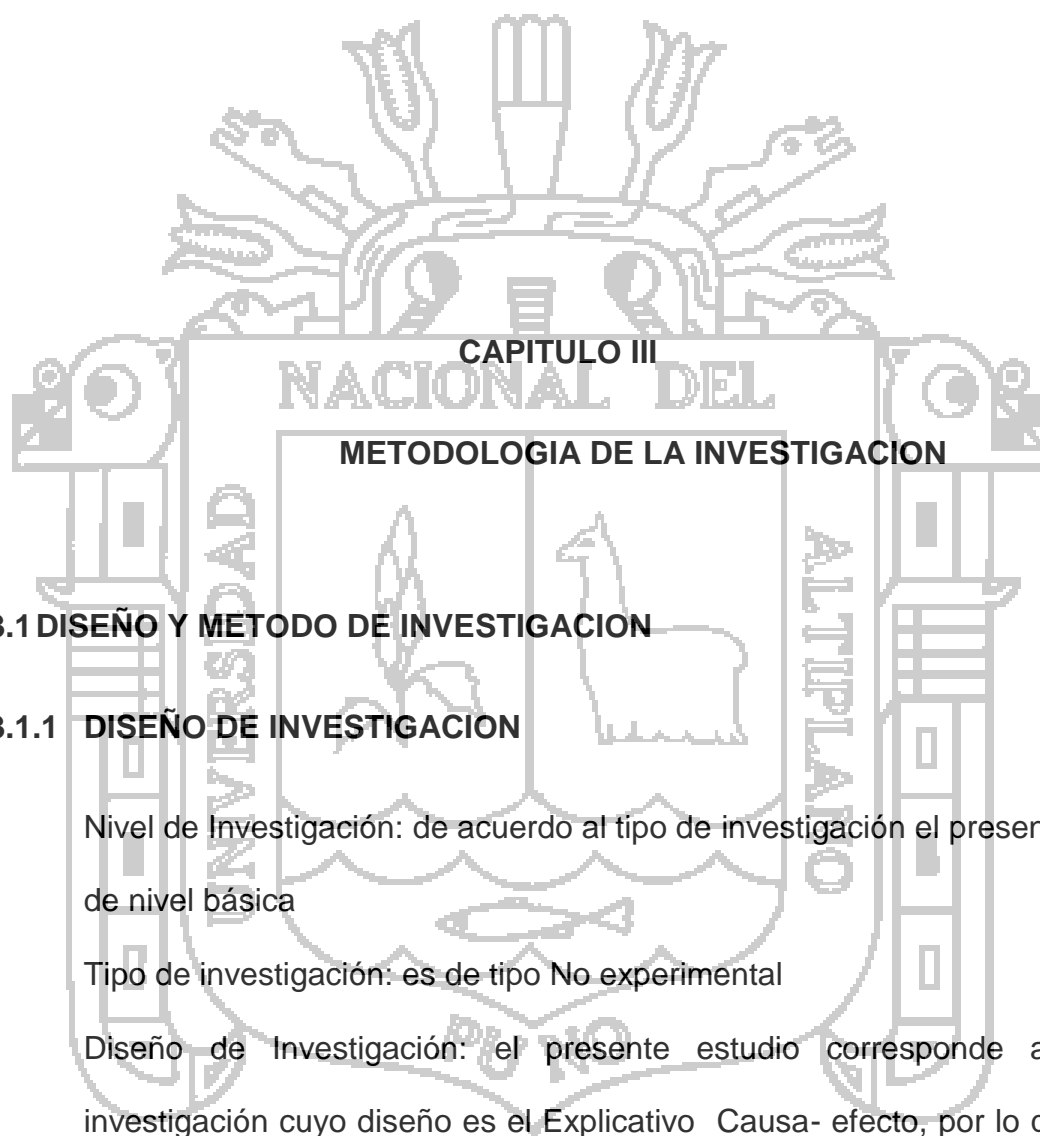 CAPITULO III
NACIONAL DEL
METODOLOGIA DE LA INVESTIGACION
UNIVERSIDAD
ALTIPLANO
3.1 DISEÑO Y METODO DE INVESTIGACION
3.1.1 DISEÑO DE INVESTIGACION
Nivel de Investigación: de acuerdo al tipo de investigación el
de nivel básica
Tipo de investigación: es de tipo No experimental
Diseño de Investigación: el presente estudio corresponde
investigación cuyo diseño es el Explicativo Causa- efecto, por lo
PUNO